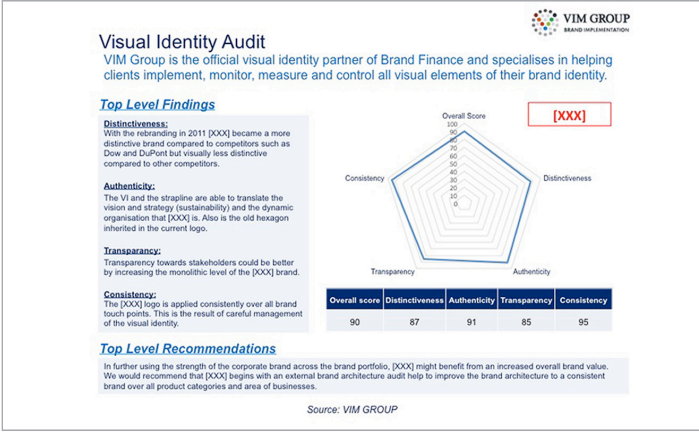 VIM GROUP
BRAND IMPLEMENTATION
Visual Identity Audit
VIM Group is the official visual identity partner of Brand Finance and specialises in helping
clients implement, monitor, measure and control all visual elements of their brand identity.
Top Level Findings
Distinctiveness:
With the rebranding in 2011 [XXX] became a more
distinctive brand compared to competitors such as
Dow and DuPont but visually less distinctive
compared to other competitors.
Authenticity:
The VI and the strapline are able to translate the
vision and strategy (sustainability) and the dynamic
organisation that [XXX] is. Also is the old hexagon
inherited in the current logo.
Transparancy:
Transparency towards stakeholders could be better
by increasing the monolithic level of the [XXX] brand.
Consistency:
The [XXX] logo is applied consistently over all brand
touch points. This is the result of careful management
of the visual identity.
[XXX]
Overall Score
100
90
80
70
60
50
40
30
20
10
0
Consistency
Distinctiveness
Transparency
Authenticity
Overall score Distinctiveness Authenticity Transparency Consistency
90 87 91 85 95
Top Level Recommendations
In further using the strength of the corporate brand across the brand portfolio, [XXX] might benefit from an increased overall brand value.
We would recommend that [XXX] begins with an external brand architecture audit help to improve the brand architecture to a consistent
brand over all product categories and area of businesses.
Source: VIM GROUP